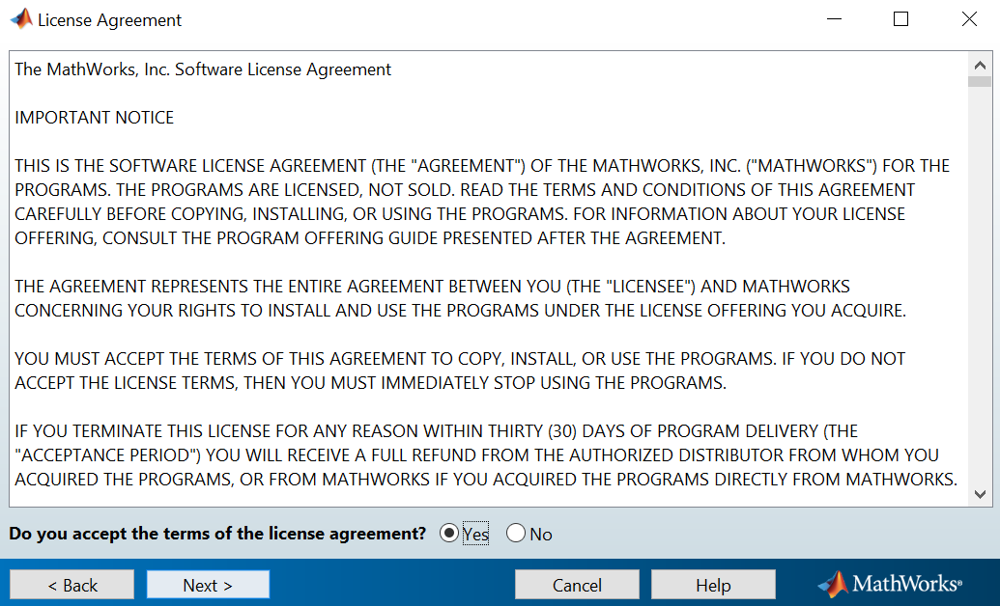 License Agreement
The MathWorks, Inc. Software License Agreement
IMPORTANT NOTICE
THIS IS THE SOFTWARE LICENSE AGREEMENT (THE "AGREEMENT") OF THE MATHWORKS, INC. ("MATHWORKS") FOR THE
PROGRAMS. THE PROGRAMS ARE LICENSED, NOT SOLD. READ THE TERMS AND CONDITIONS OF THIS AGREEMENT
CAREFULLY BEFORE COPYING, INSTALLING, OR USING THE PROGRAMS. FOR INFORMATION ABOUT YOUR LICENSE
OFFERING, CONSULT THE PROGRAM OFFERING GUIDE PRESENTED AFTER THE AGREEMENT.
THE AGREEMENT REPRESENTS THE ENTIRE AGREEMENT BETWEEN YOU (THE "LICENSEE") AND MATHWORKS
CONCERNING YOUR RIGHTS TO INSTALL AND USE THE PROGRAMS UNDER THE LICENSE OFFERING YOU ACQUIRE.
YOU MUST ACCEPT THE TERMS OF THIS AGREEMENT TO COPY, INSTALL, OR USE THE PROGRAMS. IF YOU DO NOT
ACCEPT THE LICENSE TERMS, THEN YOU MUST IMMEDIATELY STOP USING THE PROGRAMS.
IF YOU TERMINATE THIS LICENSE FOR ANY REASON WITHIN THIRTY (30) DAYS OF PROGRAM DELIVERY (THE
"ACCEPTANCE PERIOD") YOU WILL RECEIVE A FULL REFUND FROM THE AUTHORIZED DISTRIBUTOR FROM WHOM YOU
ACQUIRED THE PROGRAMS, OR FROM MATHWORKS IF YOU ACQUIRED THE PROGRAMS DIRECTLY FROM MATHWORKS.
Do you accept the terms of the license agreement? Yes No
< Back Next > Cancel Help MathWorks®